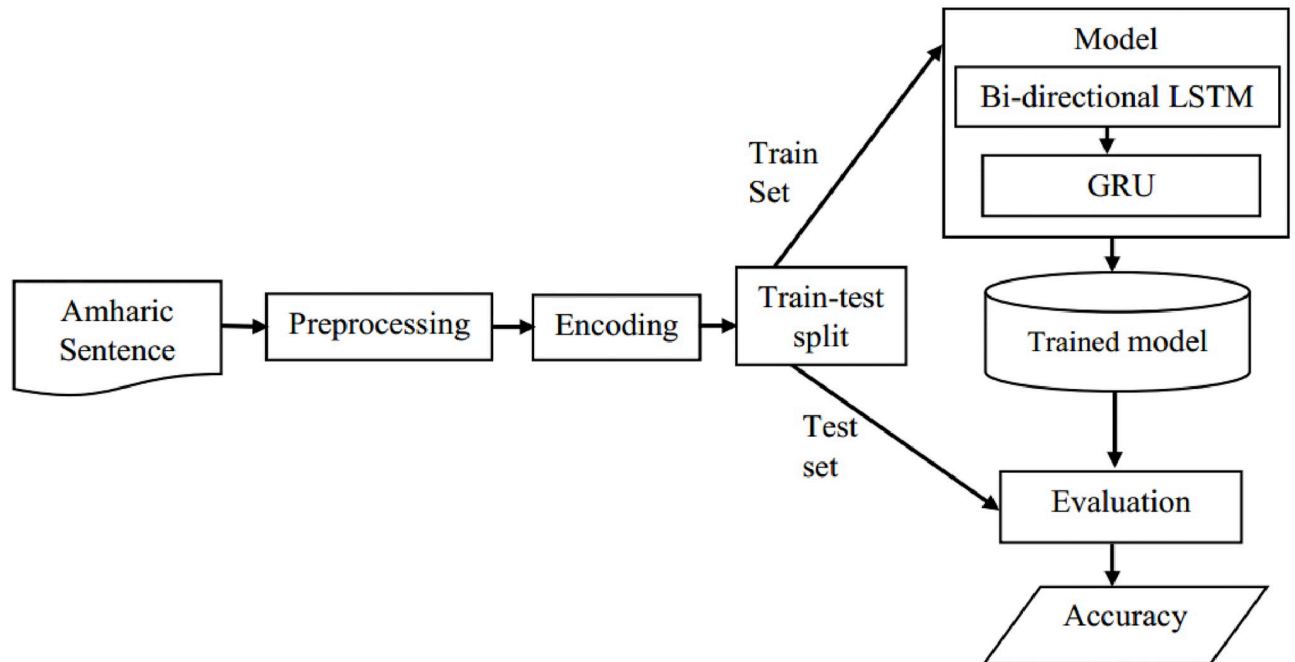 Amharic
Sentence
Preprocessing
Encoding
Train-test
split
Train
Set
Test
set
Model
Bi-directional LSTM
GRU
Trained model
Evaluation
Accuracy